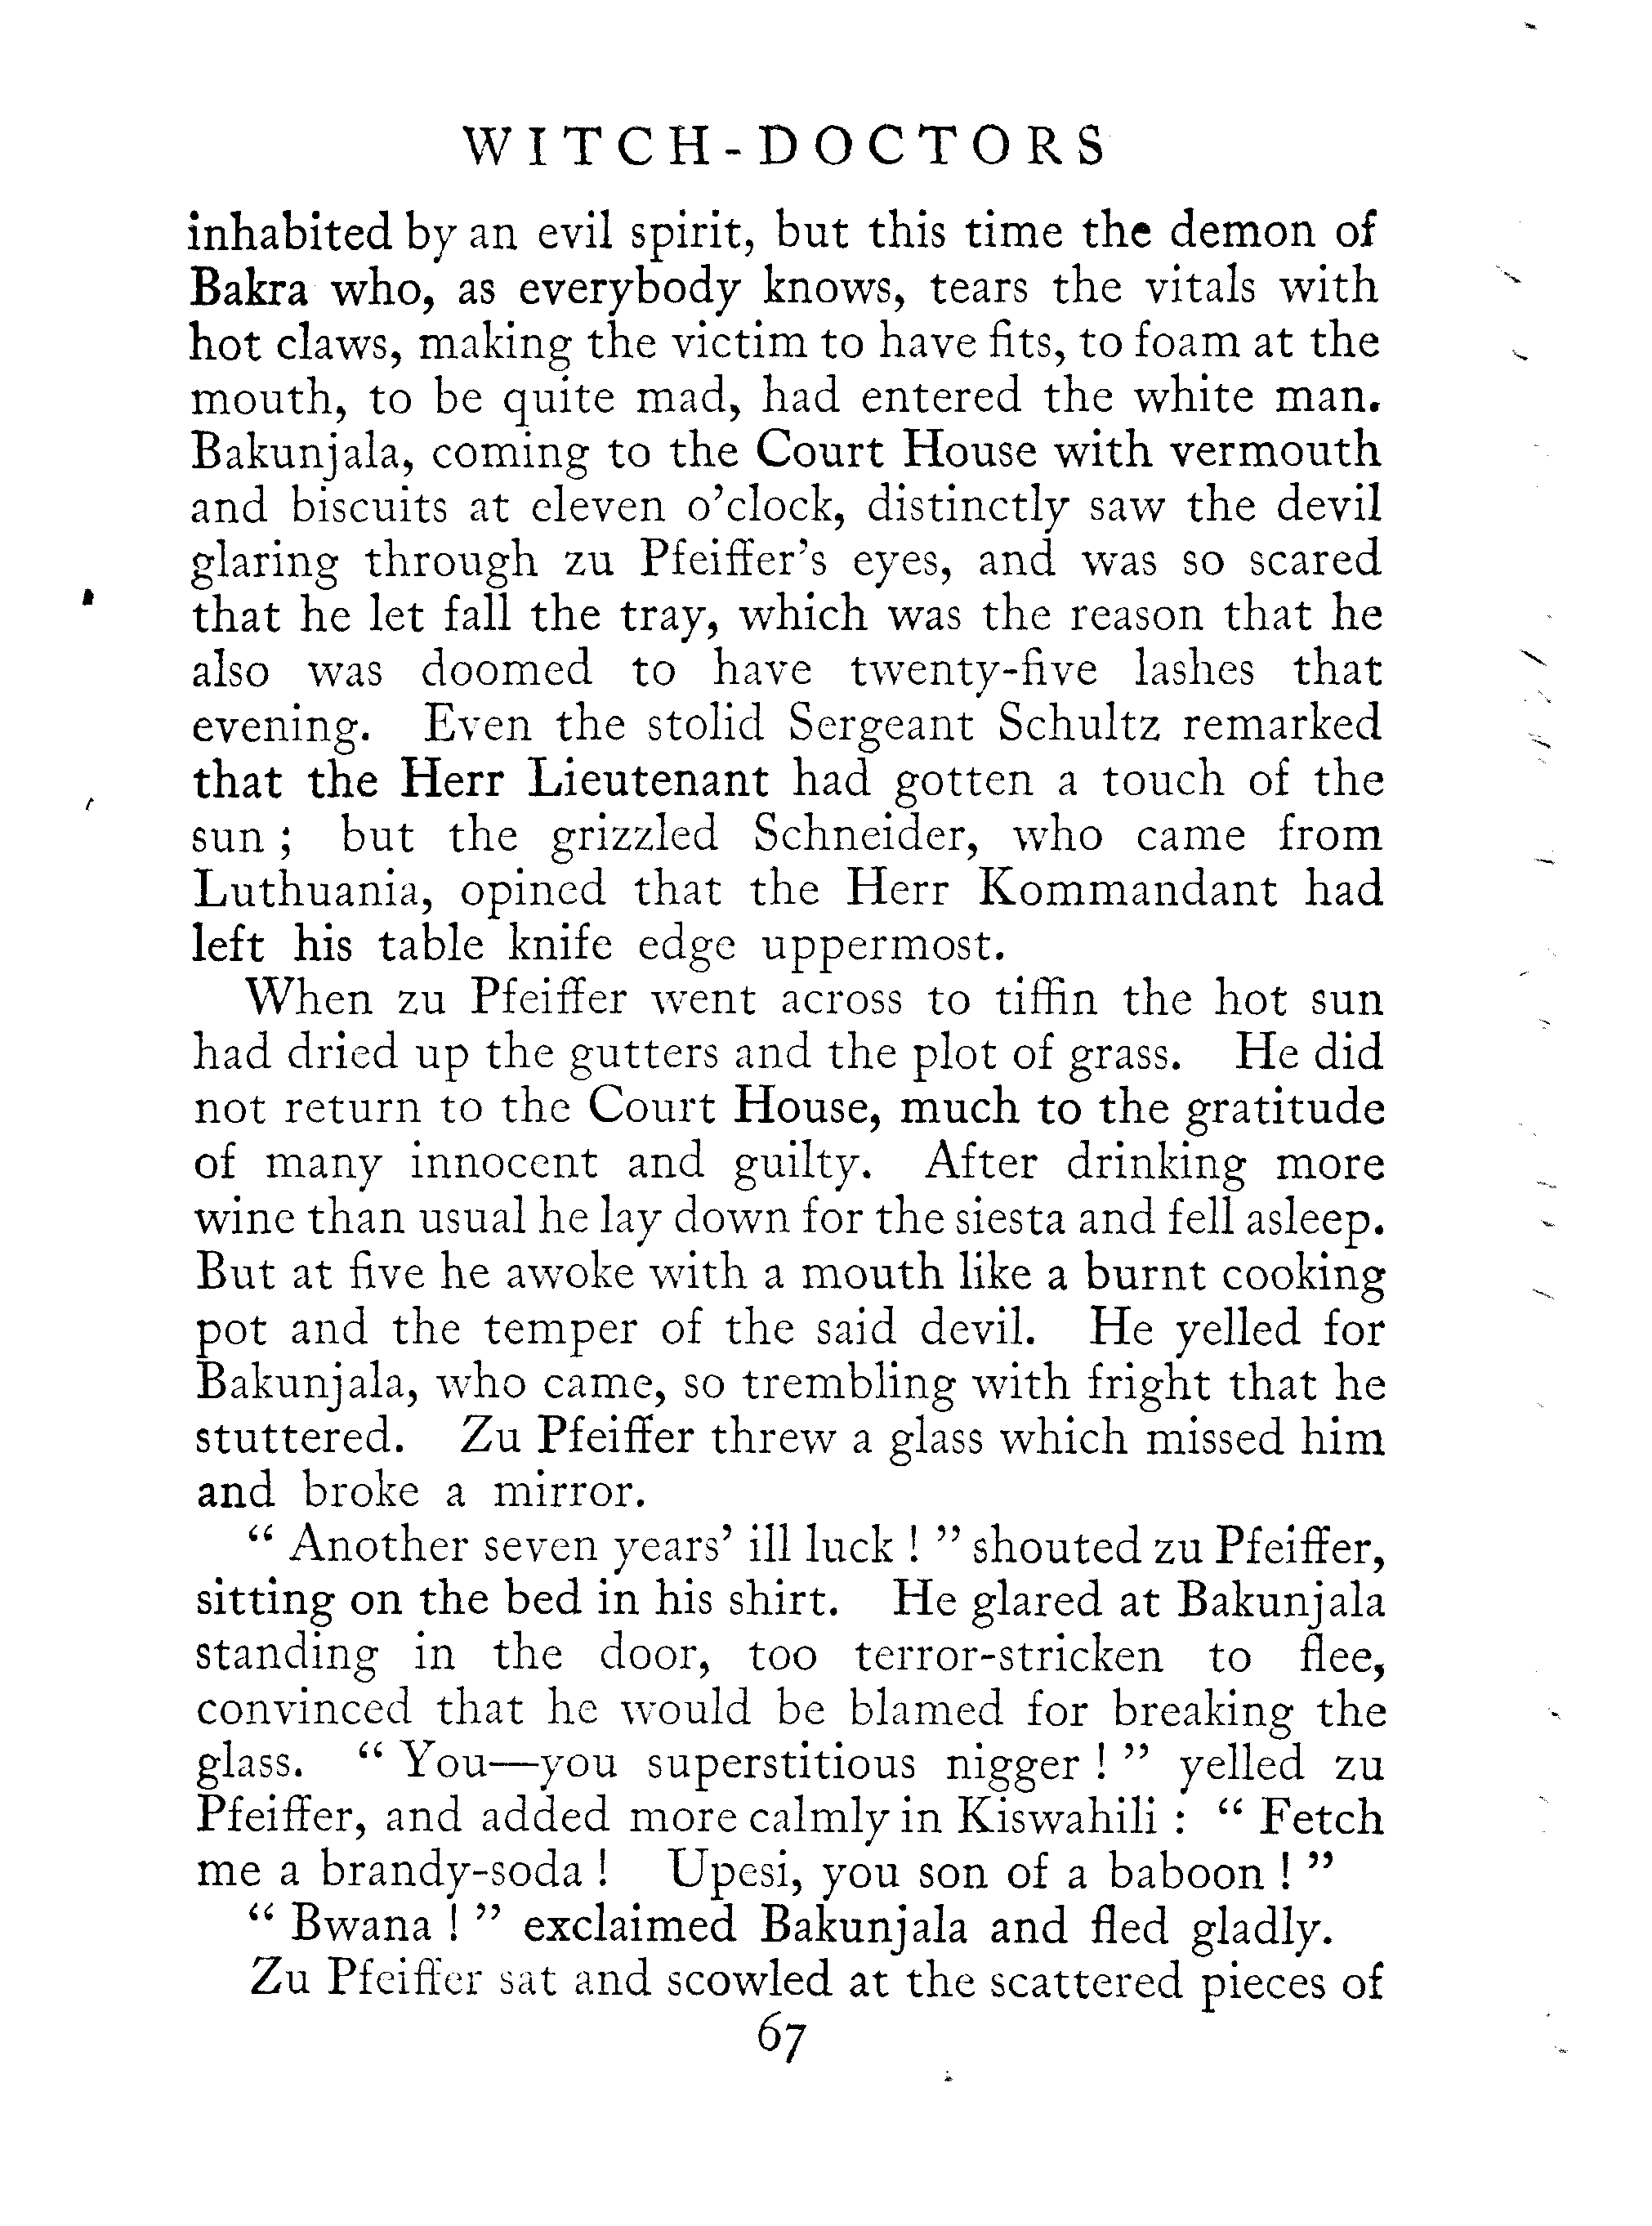 WITCH-DOCTORS
inhabited by an evil spirit, but this time the demon of
Bakra who, as everybody knows, tears the vitals with
hot claws, making the victim to have fits, to foam at the
mouth, to be quite mad, had entered the white man.
Bakunjala, coming to the Court House with vermouth
and biscuits at eleven o’clock, distinctly saw the devil
glaring through zu Pfeiffer’s eyes, and was so scared
that he let fall the tray, which was the reason that he
also was doomed to have twenty-five lashes that
evening. Even the stolid Sergeant Schultz remarked
that the Herr Lieutenant had gotten a touch of the
sun ; but the grizzled Schneider, who came from
Luthuania, opined that the Herr Kommandant had
left his table knife edge uppermost.
When zu Pfeiffer went across to tiffin the hot sun
had dried up the gutters and the plot of grass. He did
not return to the Court House, much to the gratitude
of many innocent and guilty. After drinking more
wine than usual he lay down for the siesta and fell asleep.
But at five he awoke with a mouth like a burnt cooking
pot and the temper of the said devil. He yelled for
Bakunjala, who came, so trembling with fright that he
stuttered. Zu Pfeiffer threw a glass which missed him
and broke a mirror.
“ Another seven years’ ill luck ! ” shouted zu Pfeiffer,
sitting on the bed in his shirt. He glared at Bakunjala
standing in the door, too terror-stricken to flee,
convinced that he would be blamed for breaking the
glass. “ You—you superstitious nigger ! ” yelled zu
Pfeiffer, and added more calmly in Kiswahili : “ Fetch
me a brandy-soda ! Upesi, you son of a baboon ! ”
“ Bwana ! ” exclaimed Bakunjala and fled gladly.
Zu Pfeiffer sat and scowled at the scattered pieces of
67